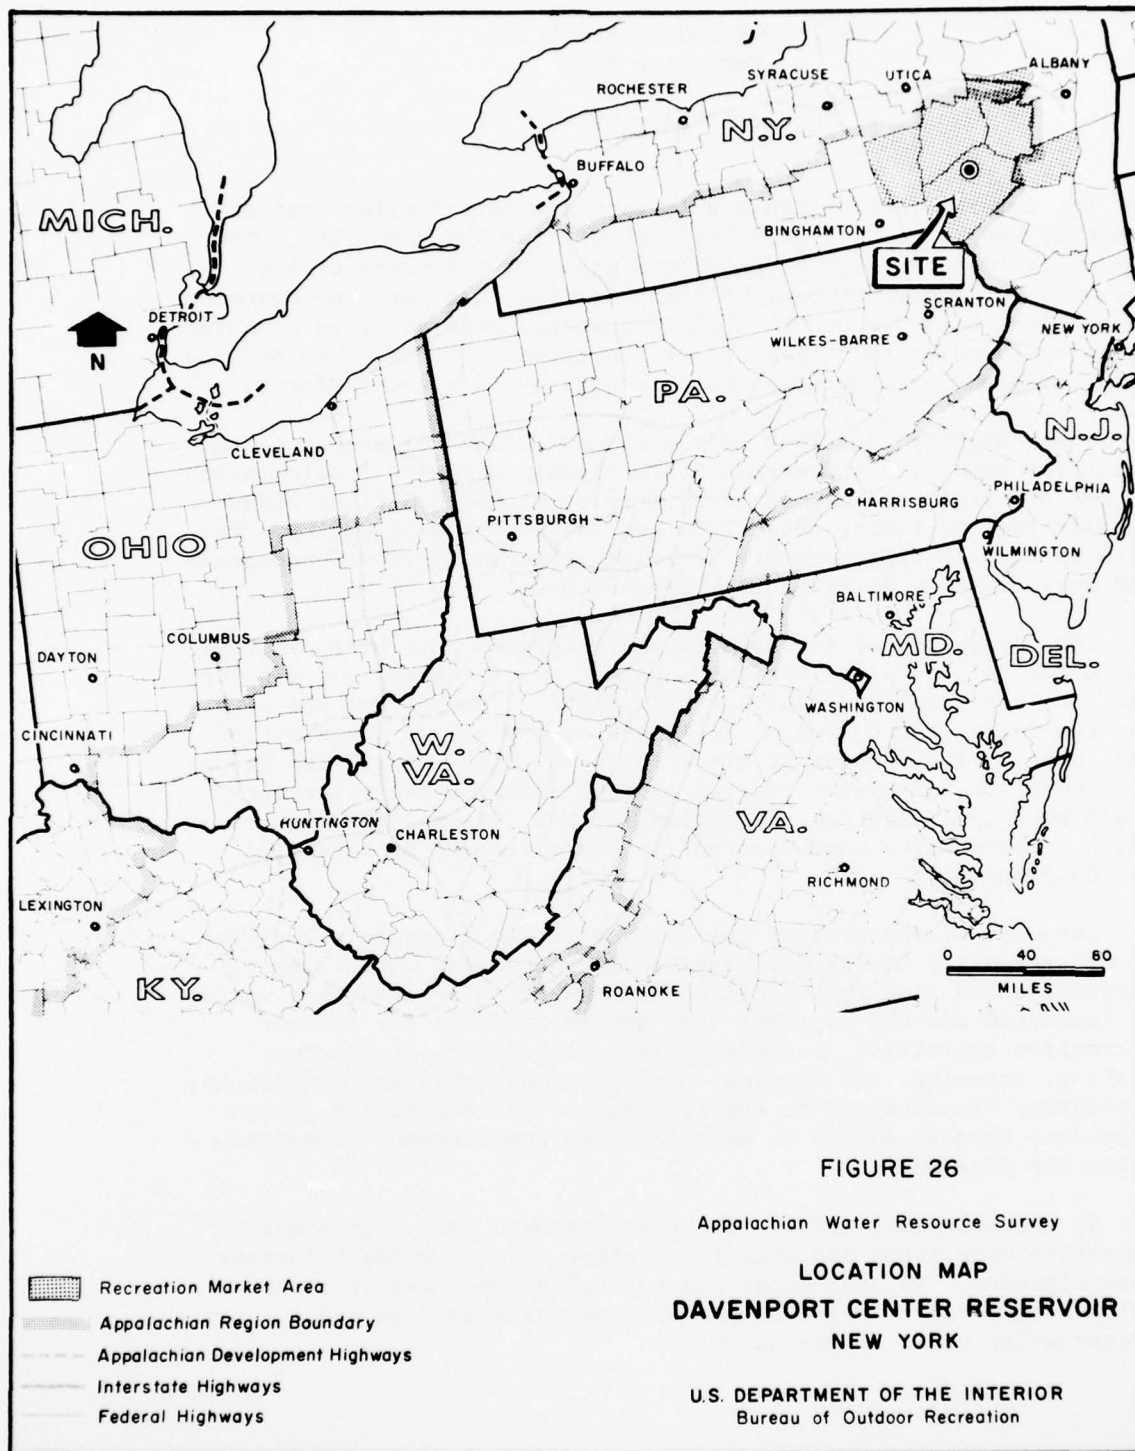 SYRACUSE
UTICA
ALBANY
ROCHESTER
N.Y.
BUFFALO
MICH.
BINGHAMTON
SITE
SCRANTON
DETROIT
NEW YORK
WILKES-BARRE
N
PA.
N.J.
CLEVELAND
PHILADELPHIA
HARRISBURG
PITTSBURGH
OHIO
WILMINGTON
BALTIMORE
COLUMBUS
MD.
DEL.
DAYTON
WASHINGTON
CINCINNATI
W.
VA.
HUNTINGTON
CHARLESTON
VA.
RICHMOND
LEXINGTON
0 40 80
MILES
KY.
ROANOKE
FIGURE 26
Appalachian Water Resource Survey
LOCATION MAP
DAVENPORT CENTER RESERVOIR
NEW YORK
U.S. DEPARTMENT OF THE INTERIOR
Bureau of Outdoor Recreation
Recreation Market Area
Appalachian Region Boundary
Appalachian Development Highways
Interstate Highways
Federal Highways